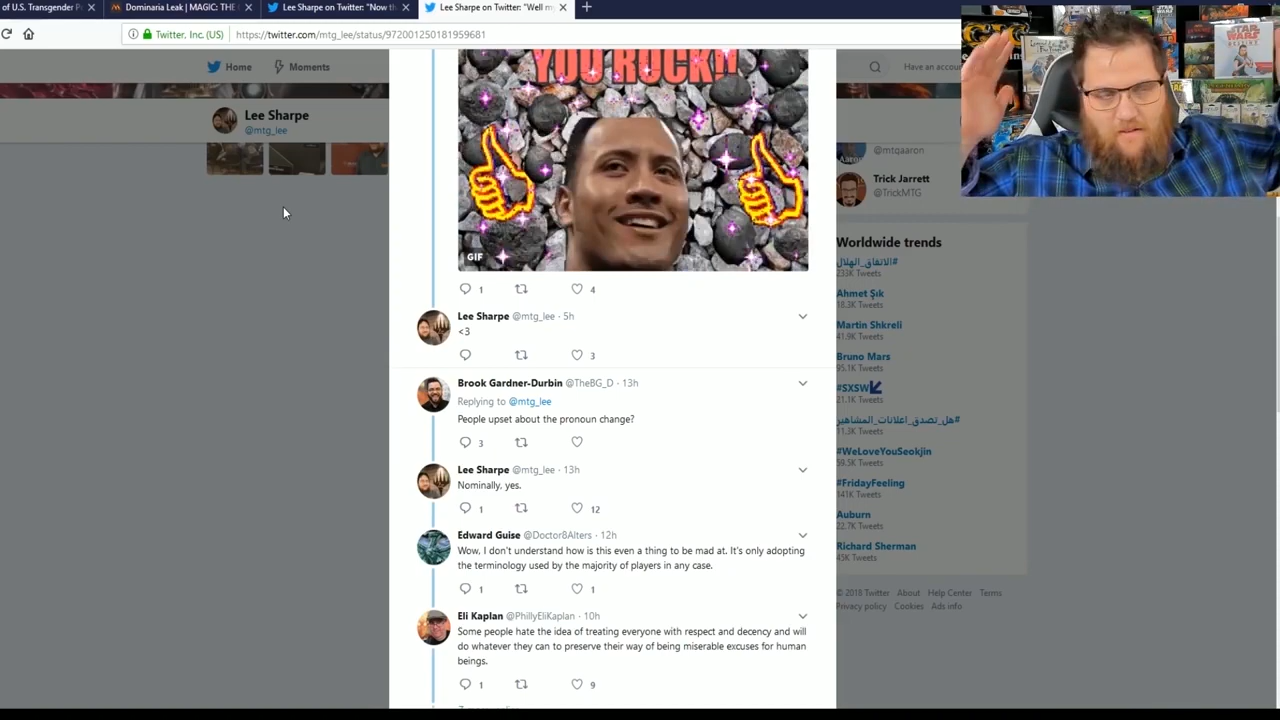 of U.S. Transgender P
Dominaria Leak | MAGIC: THE
Lee Sharpe on Twitter: "Now th
Lee Sharpe on Twitter: "Well m
Twitter, Inc. (US)
https://twitter.com/mtg_lee/status/972001250181959681
Home
Moments
Have an accou
Lee Sharpe
@mtg_lee
YOU ROCK!!
GIF
1
4
Lee Sharpe @mtg_lee · 5h
<3
3
Brook Gardner-Durbin @TheBG_D · 13h
Replying to @mtg_lee
People upset about the pronoun change?
3
Lee Sharpe @mtg_lee · 13h
Nominally, yes.
1
12
Edward Guise @Doctor8Alters · 12h
Wow, I don't understand how is this even a thing to be mad at. It's only adopting
the terminology used by the majority of players in any case.
1
1
Eli Kaplan @PhillyEliKaplan · 10h
Some people hate the idea of treating everyone with respect and decency and will
do whatever they can to preserve their way of being miserable excuses for human
beings.
1
9
Aaron
@mtqaaron
Trick Jarrett
@TrickMTG
Worldwide trends
#الاتفاق_الهلال
233K Tweets
Ahmet Şık
18.3K Tweets
Martin Shkreli
41.9K Tweets
Bruno Mars
95.1K Tweets
#SXSW
21.1K Tweets
#هل_تصدق_اعلانات_المشاهير
11.3K Tweets
#WeLoveYouSeokjin
59.5K Tweets
#FridayFeeling
141K Tweets
Auburn
22.7K Tweets
Richard Sherman
45K Tweets
© 2018 Twitter About Help Center Terms
Privacy policy Cookies Ads info
STAR WARS